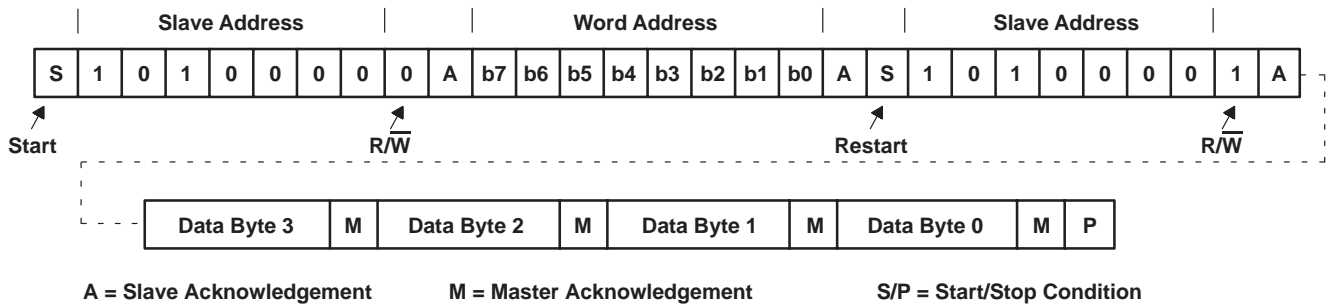 Slave Address Word Address Slave Address
S 1 0 1 0 0 0 0 0 A b7 b6 b5 b4 b3 b2 b1 b0 A S 1 0 1 0 0 0 0 1 A
Start R/W̅ Restart R/W̅
Data Byte 3 M Data Byte 2 M Data Byte 1 M Data Byte 0 M P
A = Slave Acknowledgement M = Master Acknowledgement S/P = Start/Stop Condition